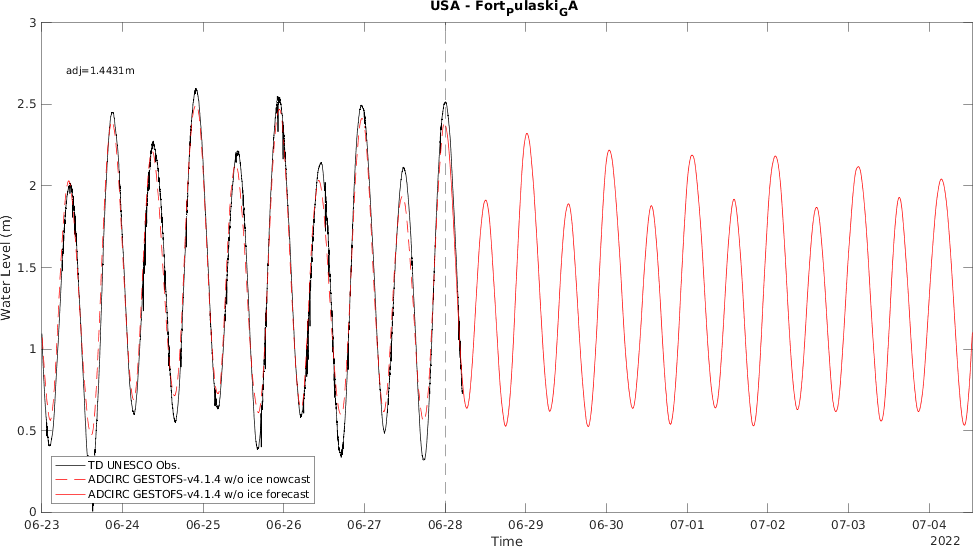 USA - Fort_Pulaski_GA
adj=1.4431m
Water Level (m)
3
2.5
2
1.5
1
0.5
0
TD UNESCO Obs.
ADCIRC GESTOFS-v4.1.4 w/o ice nowcast
ADCIRC GESTOFS-v4.1.4 w/o ice forecast
06-23 06-24 06-25 06-26 06-27 06-28 06-29 06-30 07-01 07-02 07-03 07-04
Time
2022